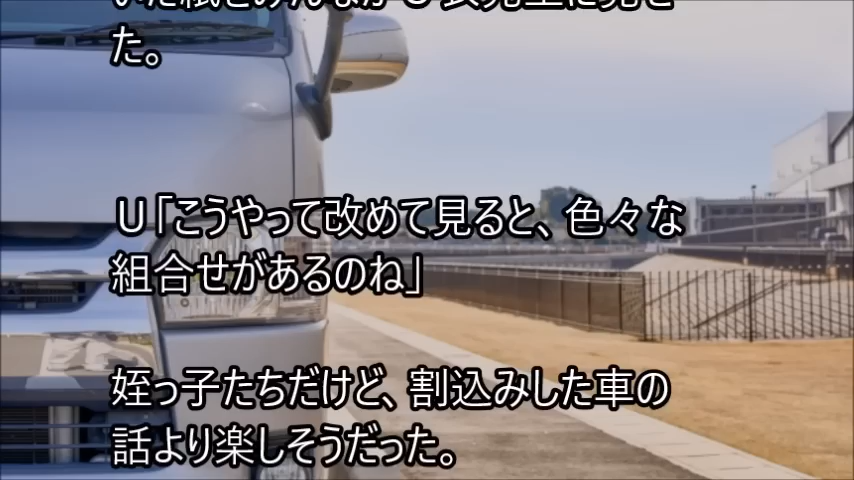 た。
U「こうやって改めて見ると、色々な
組合せがあるのね」
姪っ子たちだけど、割込みした車の
話より楽しそうだった。